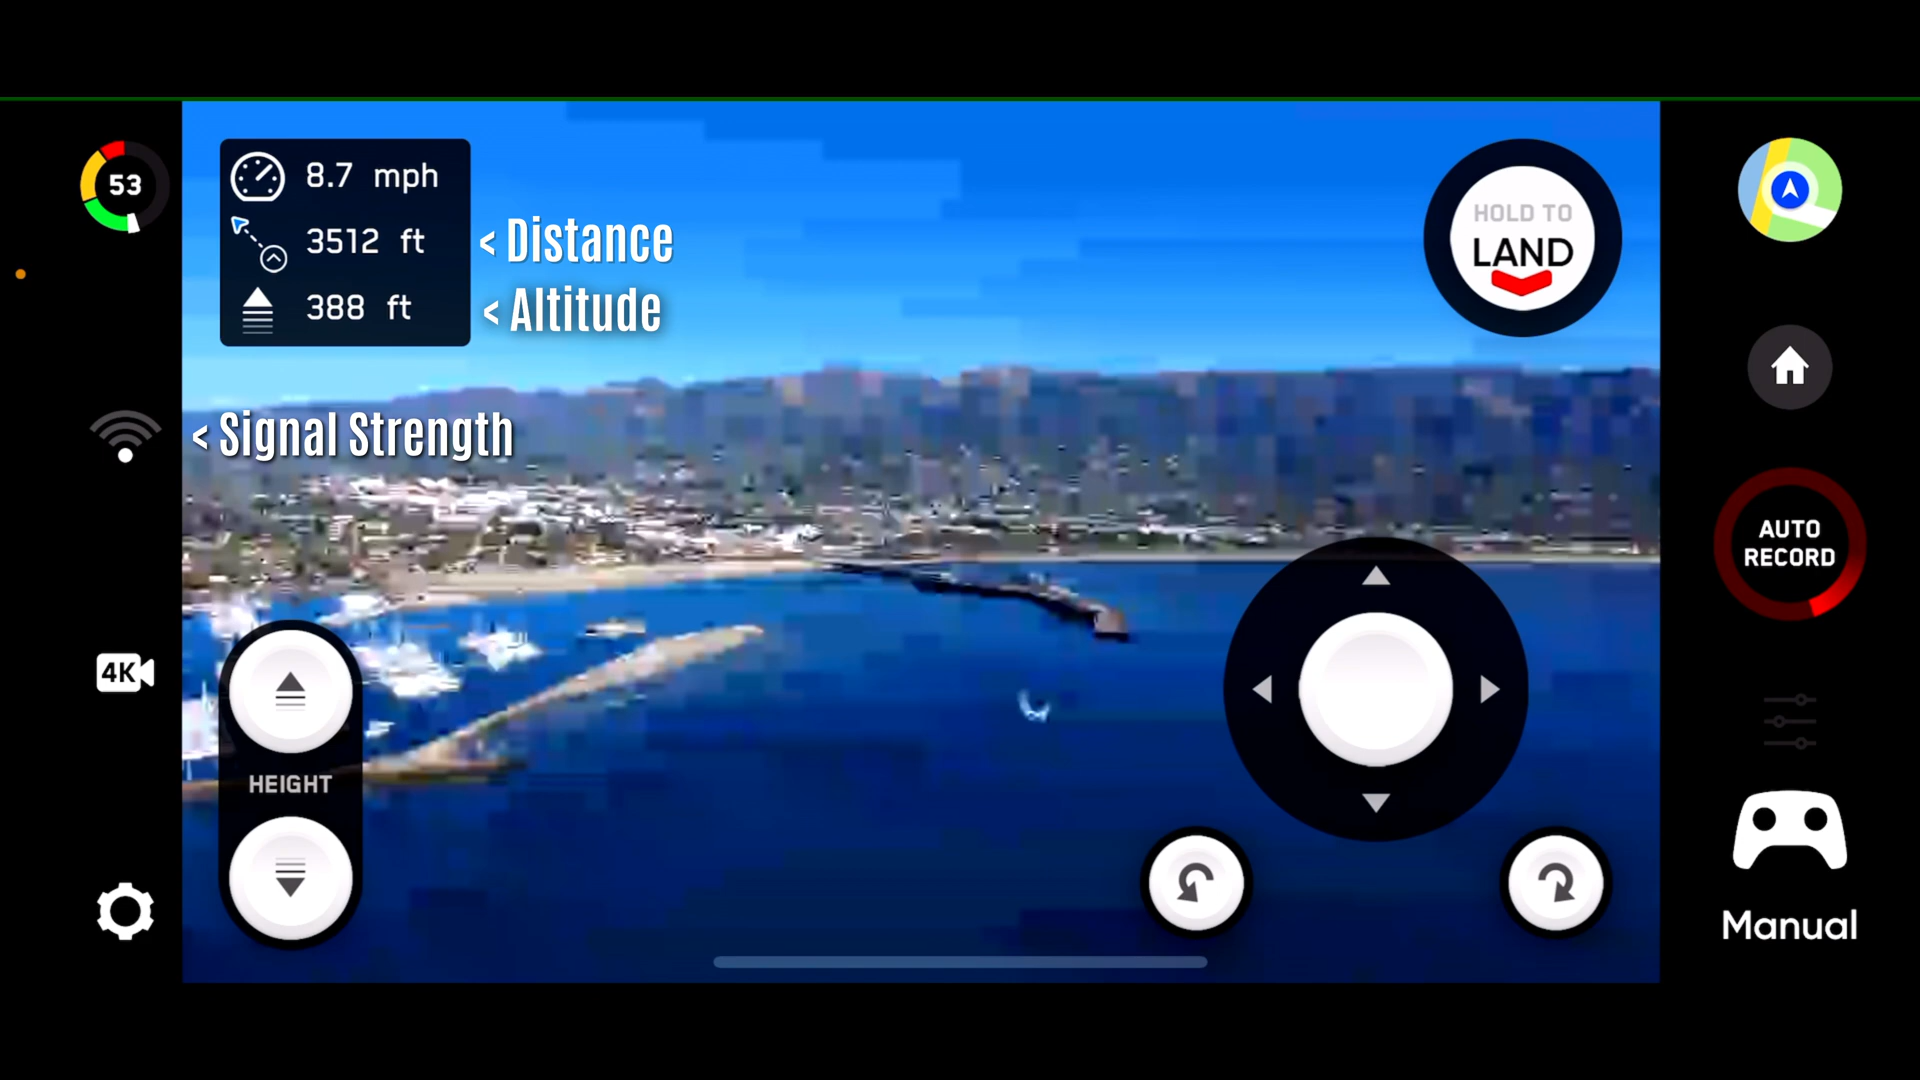 53
8.7 mph
3512 ft
< Distance
388 ft
< Altitude
HOLD TO
LAND
< Signal Strength
AUTO
RECORD
4K
HEIGHT
Manual